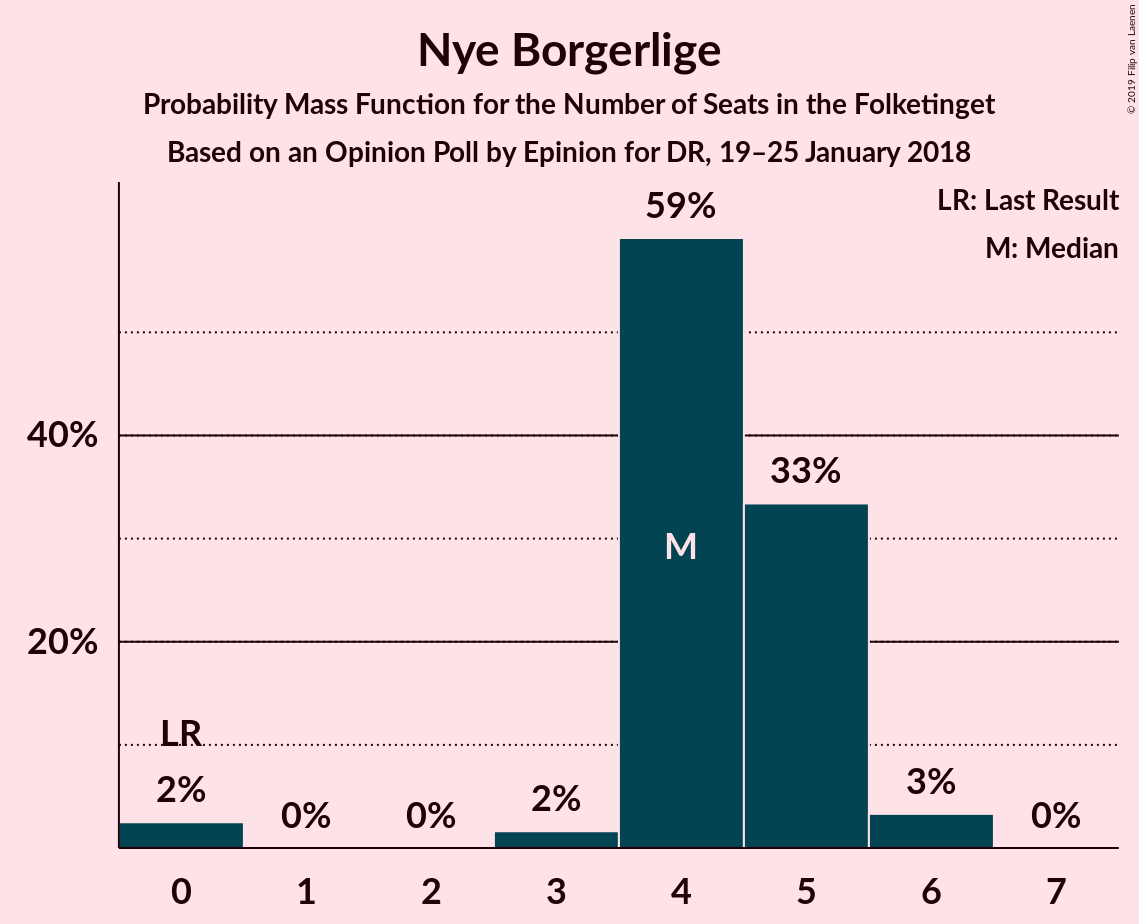 Nye Borgerlige
Probability Mass Function for the Number of Seats in the Folketinget
Based on an Opinion Poll by Epinion for DR, 19–25 January 2018
© 2019 Filip van Laenen
LR: Last Result
M: Median
59%
40%
33%
M
20%
LR
2%
0%
0%
2%
3%
0%
0 1 2 3 4 5 6 7